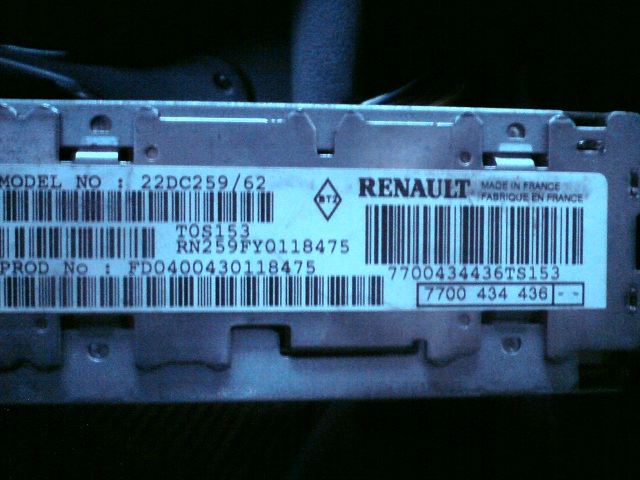 MODEL NO : 22DC259/62
TOS153
RN259FY0118475
PROD No : FD0400430118475
RENAULT
MADE IN FRANCE
FABRIQUE EN FRANCE
7700434436TS153
7700 434 436 --